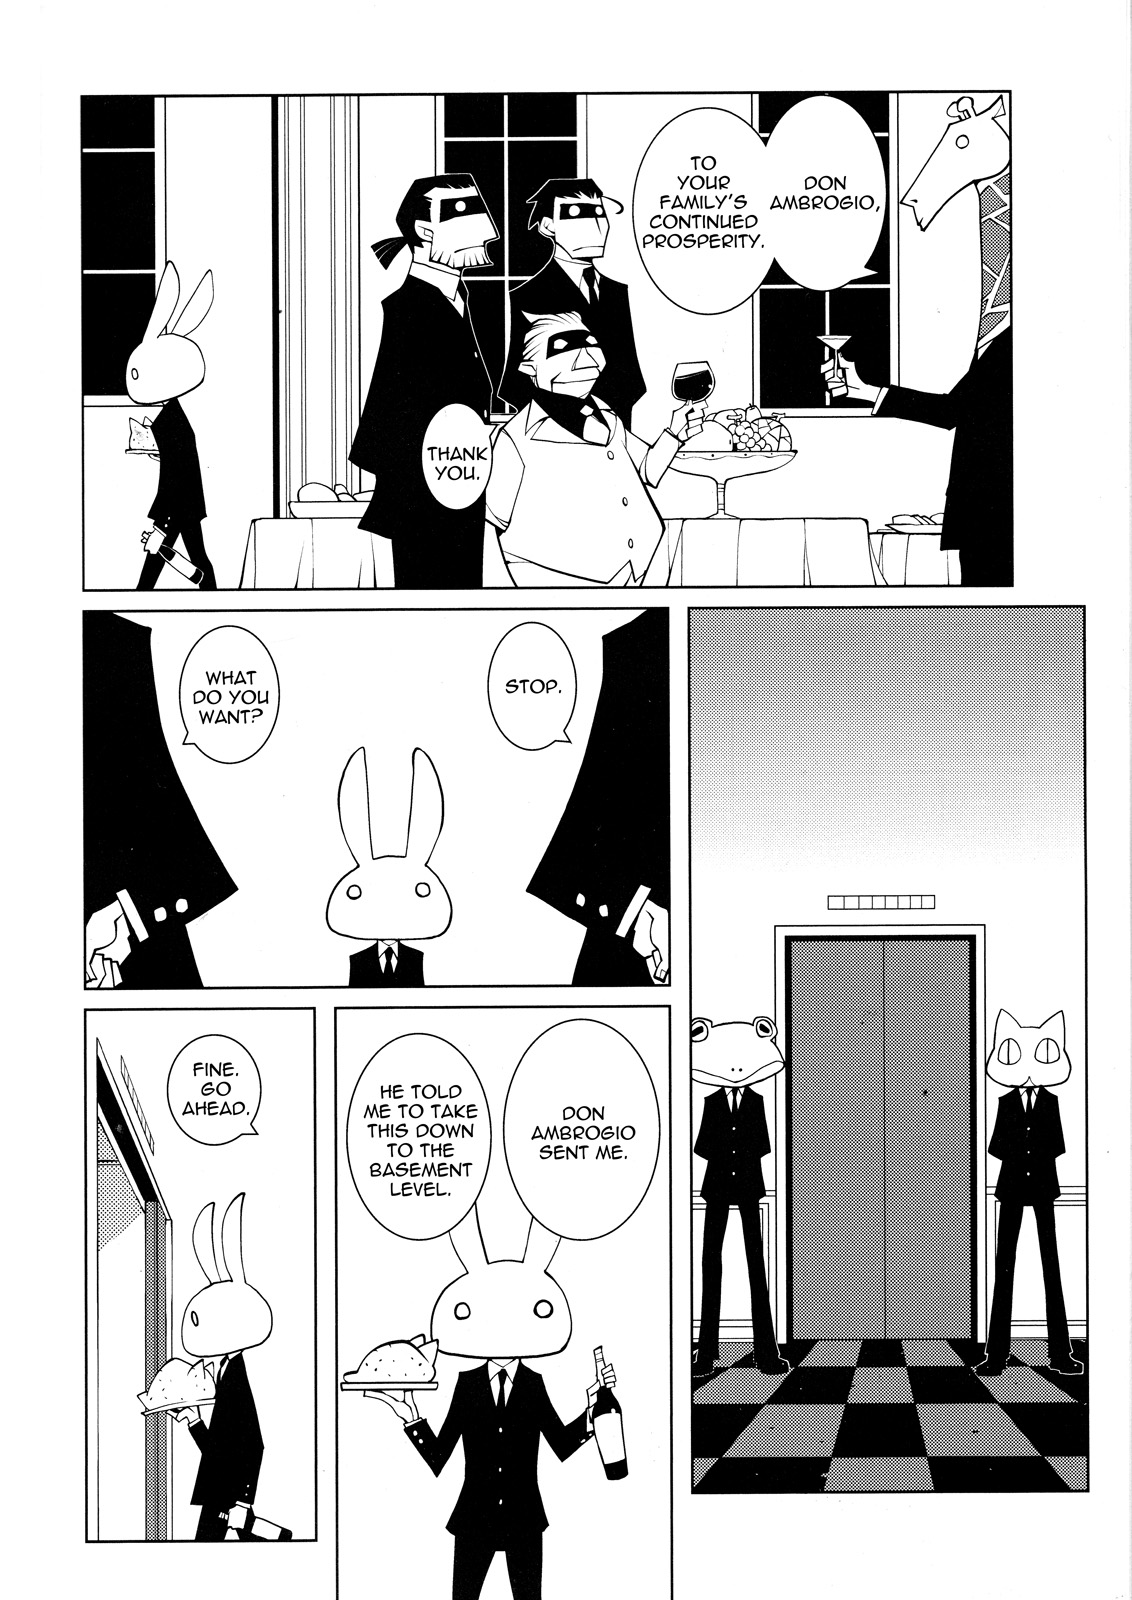 DON
AMBROGIO,
TO
YOUR
FAMILY'S
CONTINUED
PROSPERITY.
THANK
YOU.
STOP.
WHAT
DO YOU
WANT?
DON
AMBROGIO
SENT ME.
HE TOLD
ME TO TAKE
THIS DOWN
TO THE
BASEMENT
LEVEL.
FINE.
GO
AHEAD.